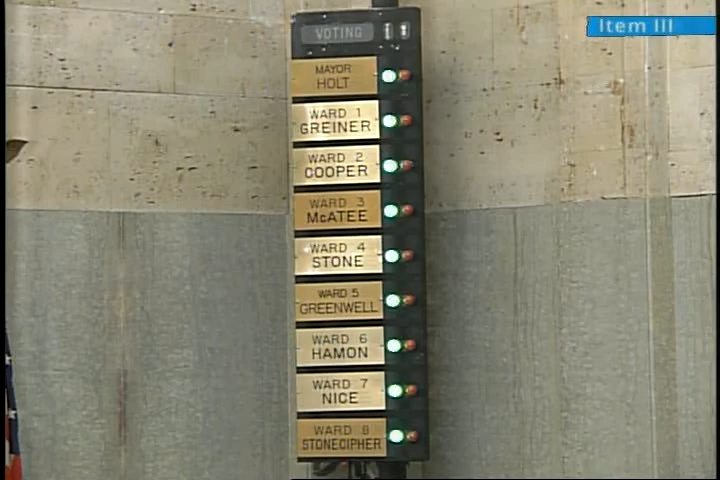 Item III
VOTING
MAYOR
HOLT
WARD 1
GREINER
WARD 2
COOPER
WARD 3
McATEE
WARD 4
STONE
WARD 5
GREENWELL
WARD 6
HAMON
WARD 7
NICE
WARD 8
STONECIPHER